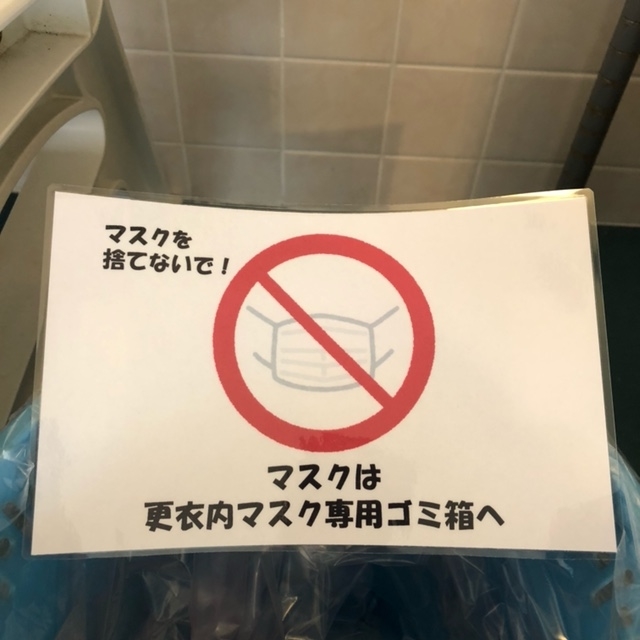 マスクを
捨てないで！
マスクは
更衣内マスク専用ゴミ箱へ